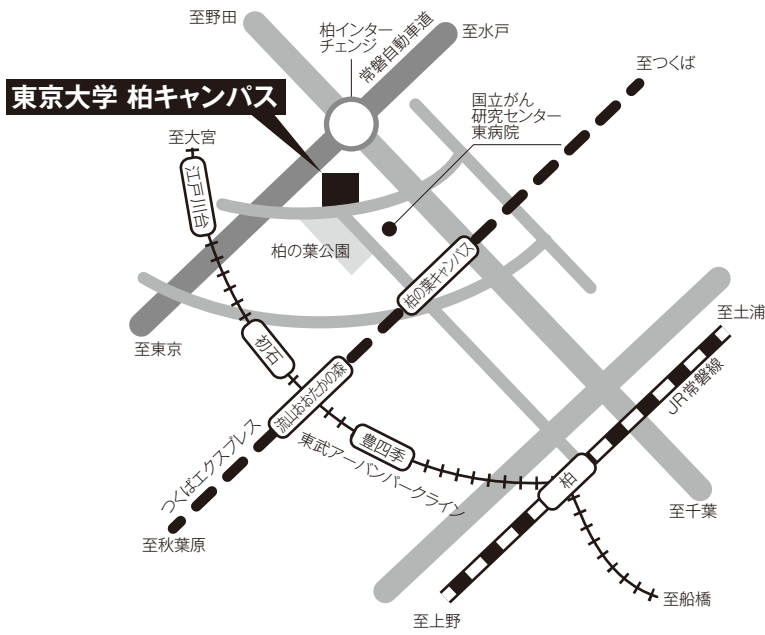 至野田
柏インター
チェンジ
常磐自動車道
至水戸
至つくば
東京大学 柏キャンパス
国立がん
研究センター
東病院
至大宮
江戸川台
柏の葉公園
柏の葉キャンパス
至土浦
至東京
初石
JR常磐線
流山おおたかの森
つくばエクスプレス
豊四季
東武アーバンパークライン
柏
至千葉
至秋葉原
至船橋
至上野